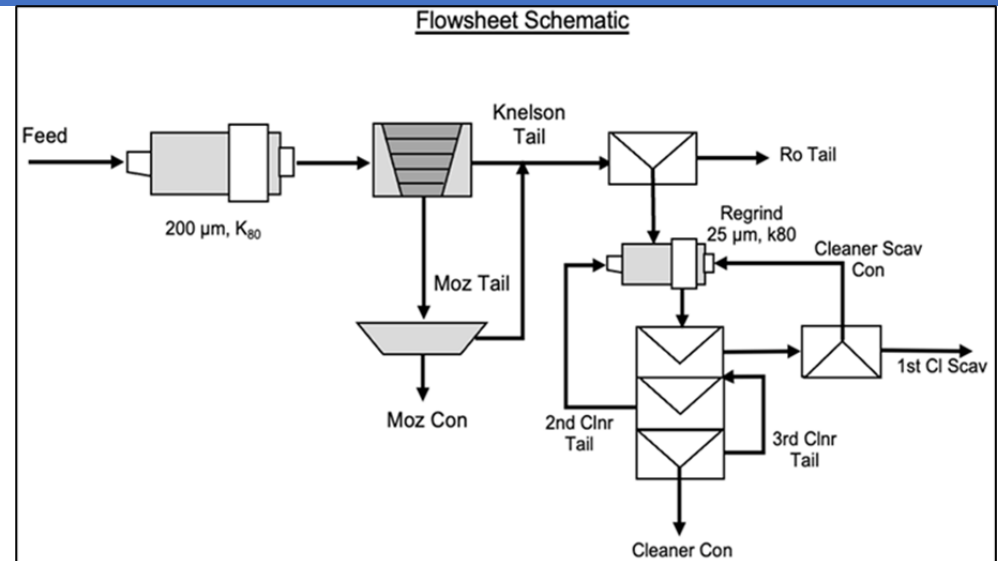 Flowsheet Schematic
Feed
200 µm, K80
Knelson
Tail
Ro Tail
Regrind
25 µm, k80
Cleaner Scav
Con
Moz Tail
1st Cl Scav
Moz Con
2nd Clnr
Tail
3rd Clnr
Tail
Cleaner Con